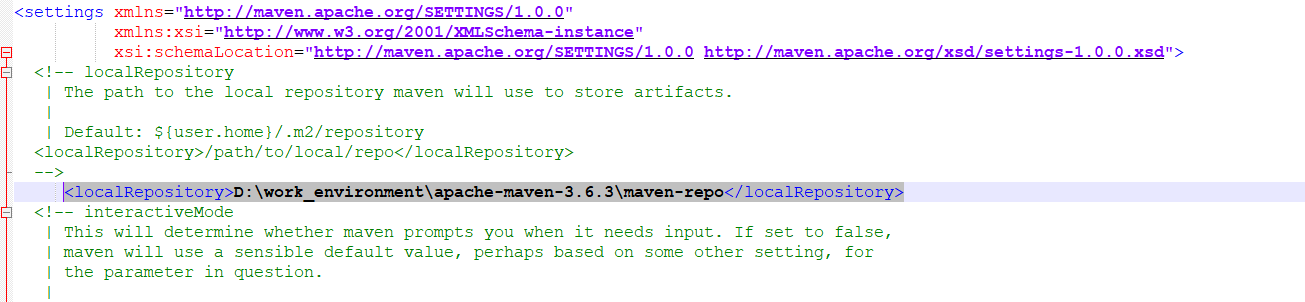 <settings xmlns="http://maven.apache.org/SETTINGS/1.0.0"
xmlns:xsi="http://www.w3.org/2001/XMLSchema-instance"
xsi:schemaLocation="http://maven.apache.org/SETTINGS/1.0.0 http://maven.apache.org/xsd/settings-1.0.0.xsd">
<!-- localRepository
| The path to the local repository maven will use to store artifacts.
|
| Default: ${user.home}/.m2/repository
<localRepository>/path/to/local/repo</localRepository>
-->
<localRepository>D:\work_environment\apache-maven-3.6.3\maven-repo</localRepository>
<!-- interactiveMode
| This will determine whether maven prompts you when it needs input. If set to false,
| maven will use a sensible default value, perhaps based on some other setting, for
| the parameter in question.
|